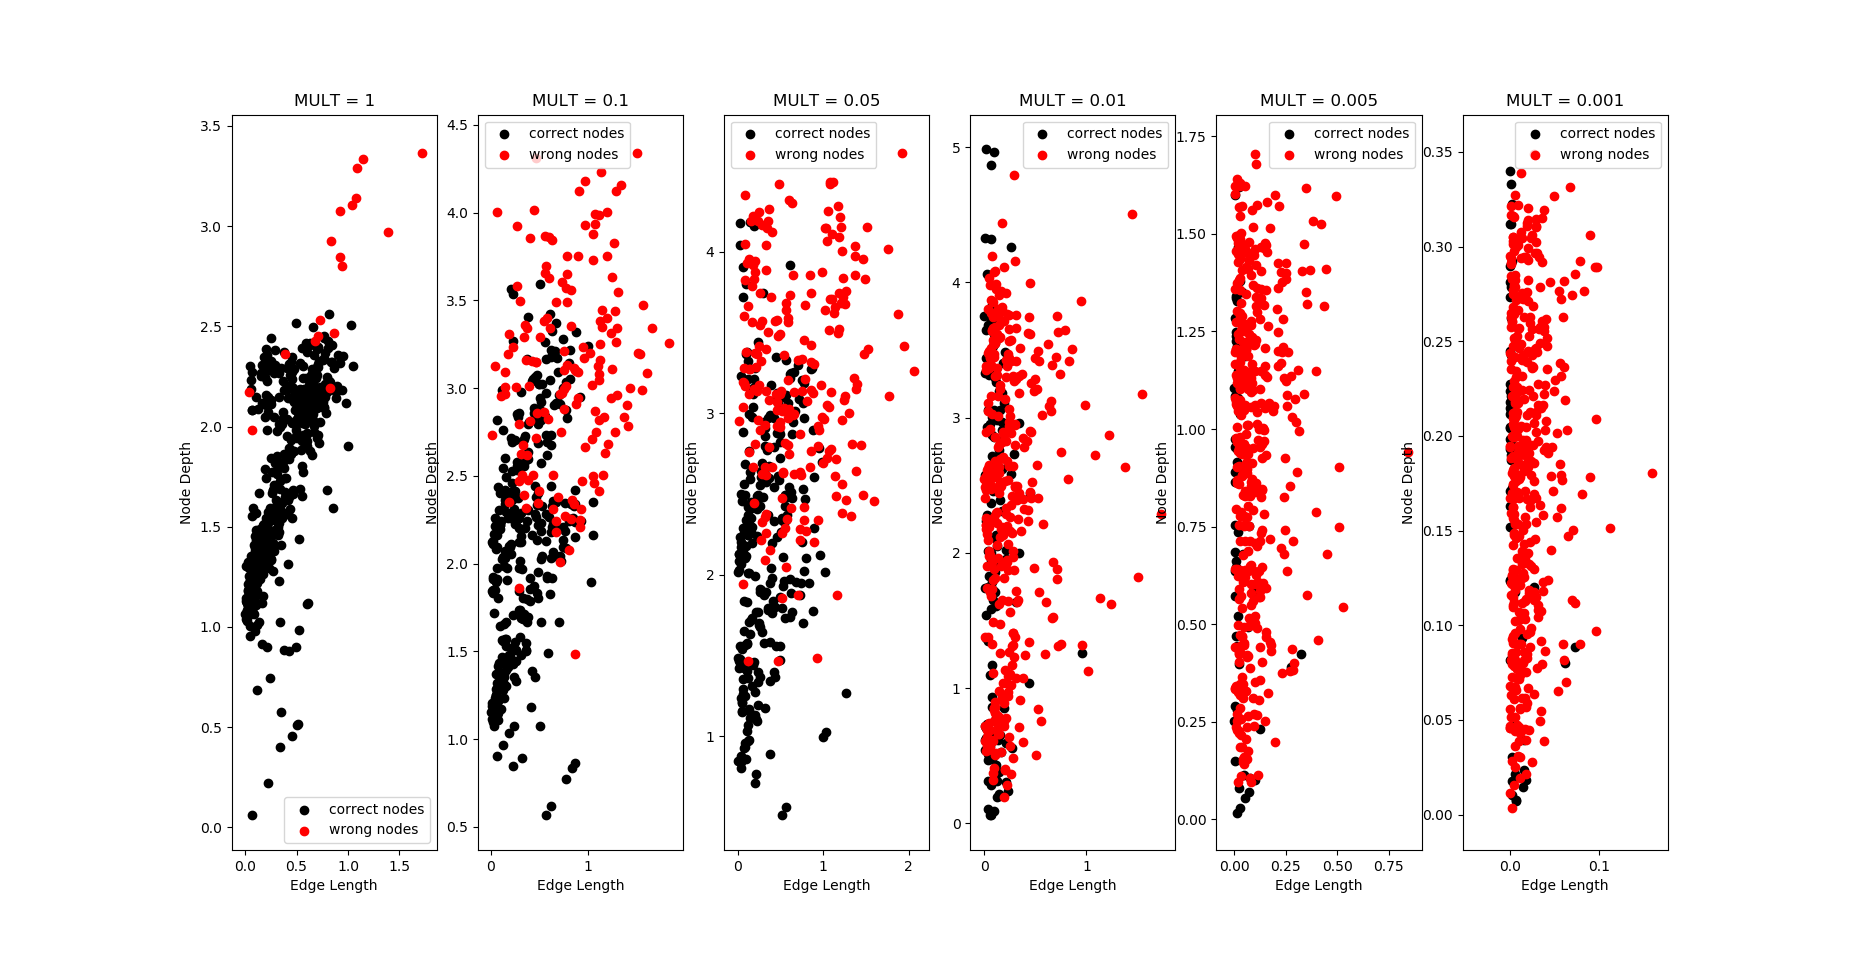 MULT = 1
3.5
3.0
2.5
2.0
1.5
1.0
0.5
0.0
Node Depth
correct nodes
wrong nodes
0.0 0.5 1.0 1.5
Edge Length
MULT = 0.1
correct nodes
wrong nodes
4.5
4.0
3.5
3.0
2.5
2.0
1.5
1.0
0.5
Node Depth
0 1
Edge Length
MULT = 0.05
correct nodes
wrong nodes
4
3
2
1
Node Depth
0 1 2
Edge Length
MULT = 0.01
correct nodes
wrong nodes
5
4
3
2
1
0
Node Depth
0 1
Edge Length
MULT = 0.005
correct nodes
wrong nodes
1.75
1.50
1.25
1.00
0.75
0.50
0.25
0.00
Node Depth
0.00 0.25 0.50 0.75
Edge Length
MULT = 0.001
correct nodes
wrong nodes
0.35
0.30
0.25
0.20
0.15
0.10
0.05
0.00
Node Depth
0.0 0.1
Edge Length